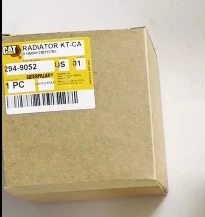 CAT RADIATOR KT-CA
294-9052 US 01
CATERPILLAR
1 PC